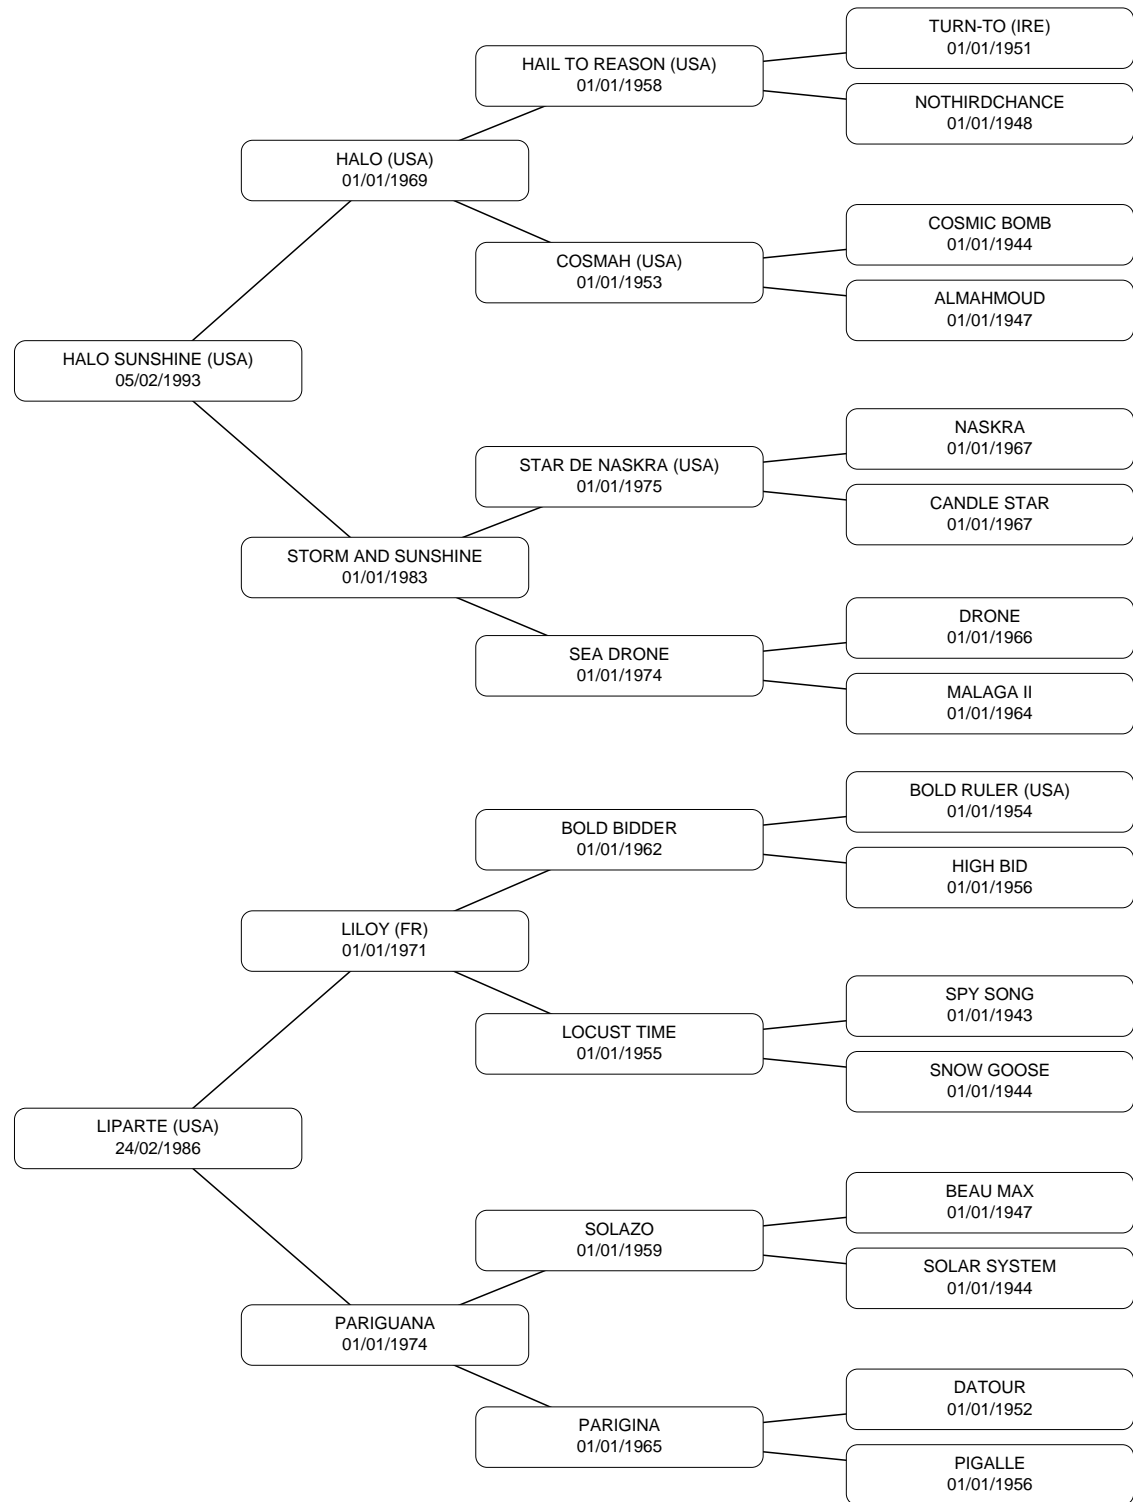 TURN-TO (IRE)
01/01/1951
HAIL TO REASON (USA)
01/01/1958
NOTHIRDCHANCE
01/01/1948
HALO (USA)
01/01/1969
COSMIC BOMB
01/01/1944
COSMAH (USA)
01/01/1953
ALMAHMOUD
01/01/1947
HALO SUNSHINE (USA)
05/02/1993
NASKRA
01/01/1967
STAR DE NASKRA (USA)
01/01/1975
CANDLE STAR
01/01/1967
STORM AND SUNSHINE
01/01/1983
DRONE
01/01/1966
SEA DRONE
01/01/1974
MALAGA II
01/01/1964
BOLD RULER (USA)
01/01/1954
BOLD BIDDER
01/01/1962
HIGH BID
01/01/1956
LILOY (FR)
01/01/1971
SPY SONG
01/01/1943
LOCUST TIME
01/01/1955
SNOW GOOSE
01/01/1944
LIPARTE (USA)
24/02/1986
BEAU MAX
01/01/1947
SOLAZO
01/01/1959
SOLAR SYSTEM
01/01/1944
PARIGUANA
01/01/1974
DATOUR
01/01/1952
PARIGINA
01/01/1965
PIGALLE
01/01/1956